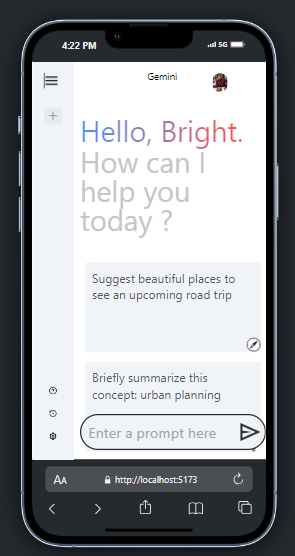 4:22 PM
5G
Gemini
Hello, Bright.
How can I
help you
today ?
Suggest beautiful places to
see an upcoming road trip
Briefly summarize this
concept: urban planning
Enter a prompt here
AA
http://localhost:5173